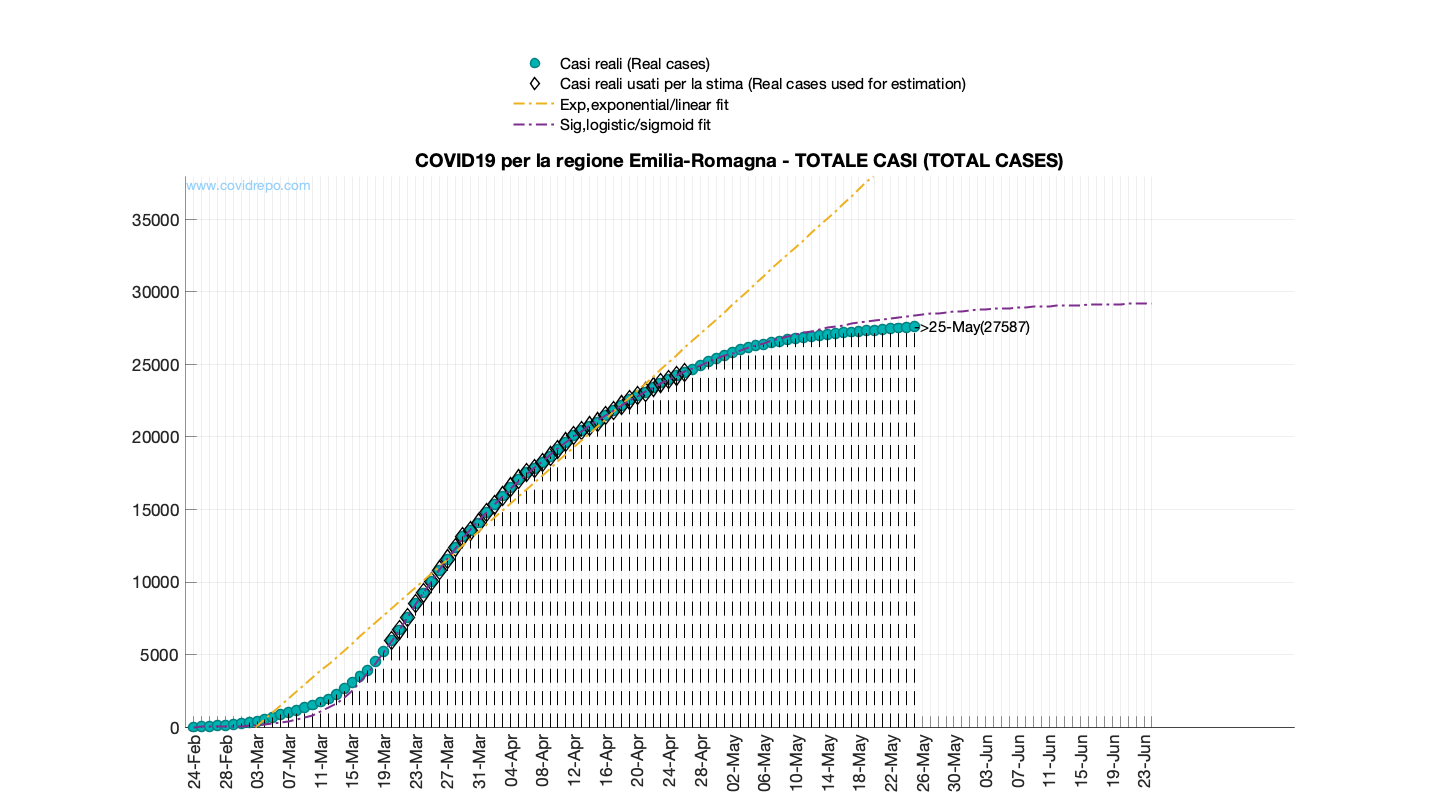 Casi reali (Real cases)
Casi reali usati per la stima (Real cases used for estimation)
Exp,exponential/linear fit
Sig,logistic/sigmoid fit
COVID19 per la regione Emilia-Romagna - TOTALE CASI (TOTAL CASES)
www.covidrepo.com
35000
30000
25000
20000
15000
10000
5000
0
->25-May(27587)
24-Feb
28-Feb
03-Mar
07-Mar
11-Mar
15-Mar
19-Mar
23-Mar
27-Mar
31-Mar
04-Apr
08-Apr
12-Apr
16-Apr
20-Apr
24-Apr
28-Apr
02-May
06-May
10-May
14-May
18-May
22-May
26-May
30-May
03-Jun
07-Jun
11-Jun
15-Jun
19-Jun
23-Jun